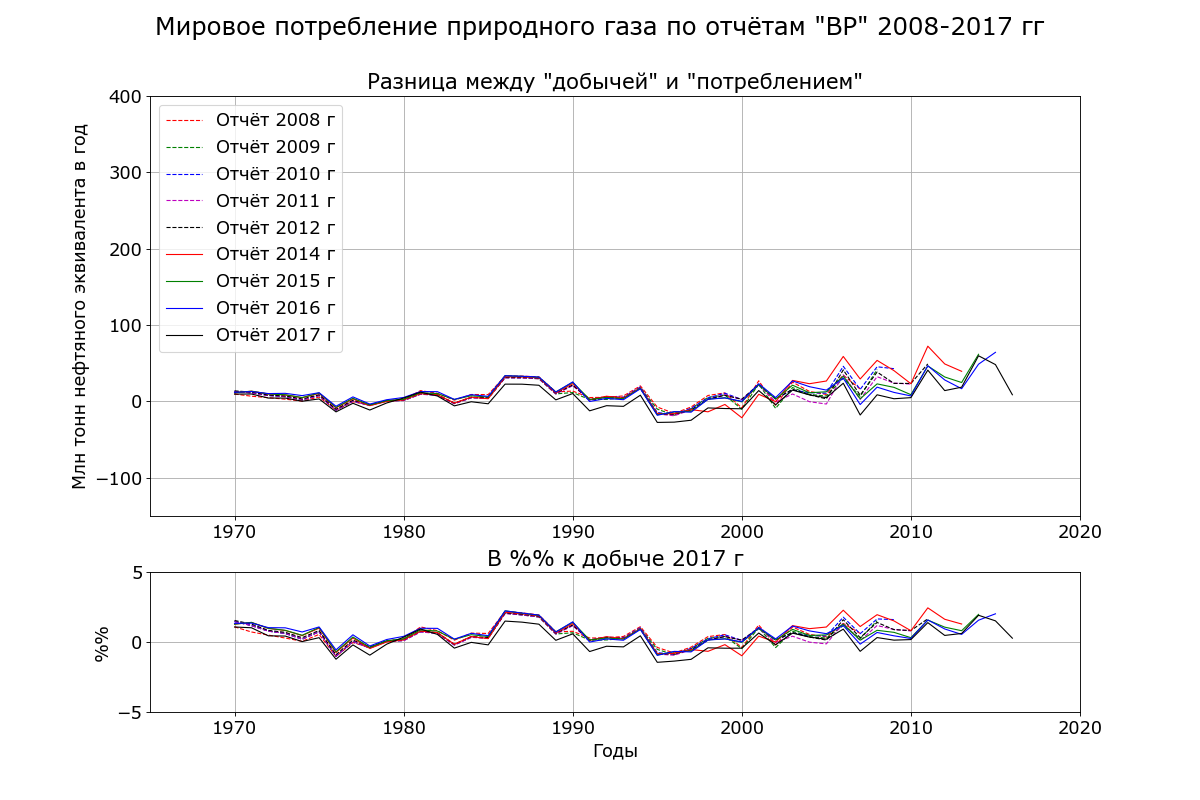 Мировое потребление природного газа по отчётам "BP" 2008-2017 гг
Разница между "добычей" и "потреблением"
Млн тонн нефтяного эквивалента в год
400
300
200
100
0
−100
Отчёт 2008 г
Отчёт 2009 г
Отчёт 2010 г
Отчёт 2011 г
Отчёт 2012 г
Отчёт 2014 г
Отчёт 2015 г
Отчёт 2016 г
Отчёт 2017 г
1970 1980 1990 2000 2010 2020
В %% к добыче 2017 г
%%
5
0
−5
1970 1980 1990 2000 2010 2020
Годы